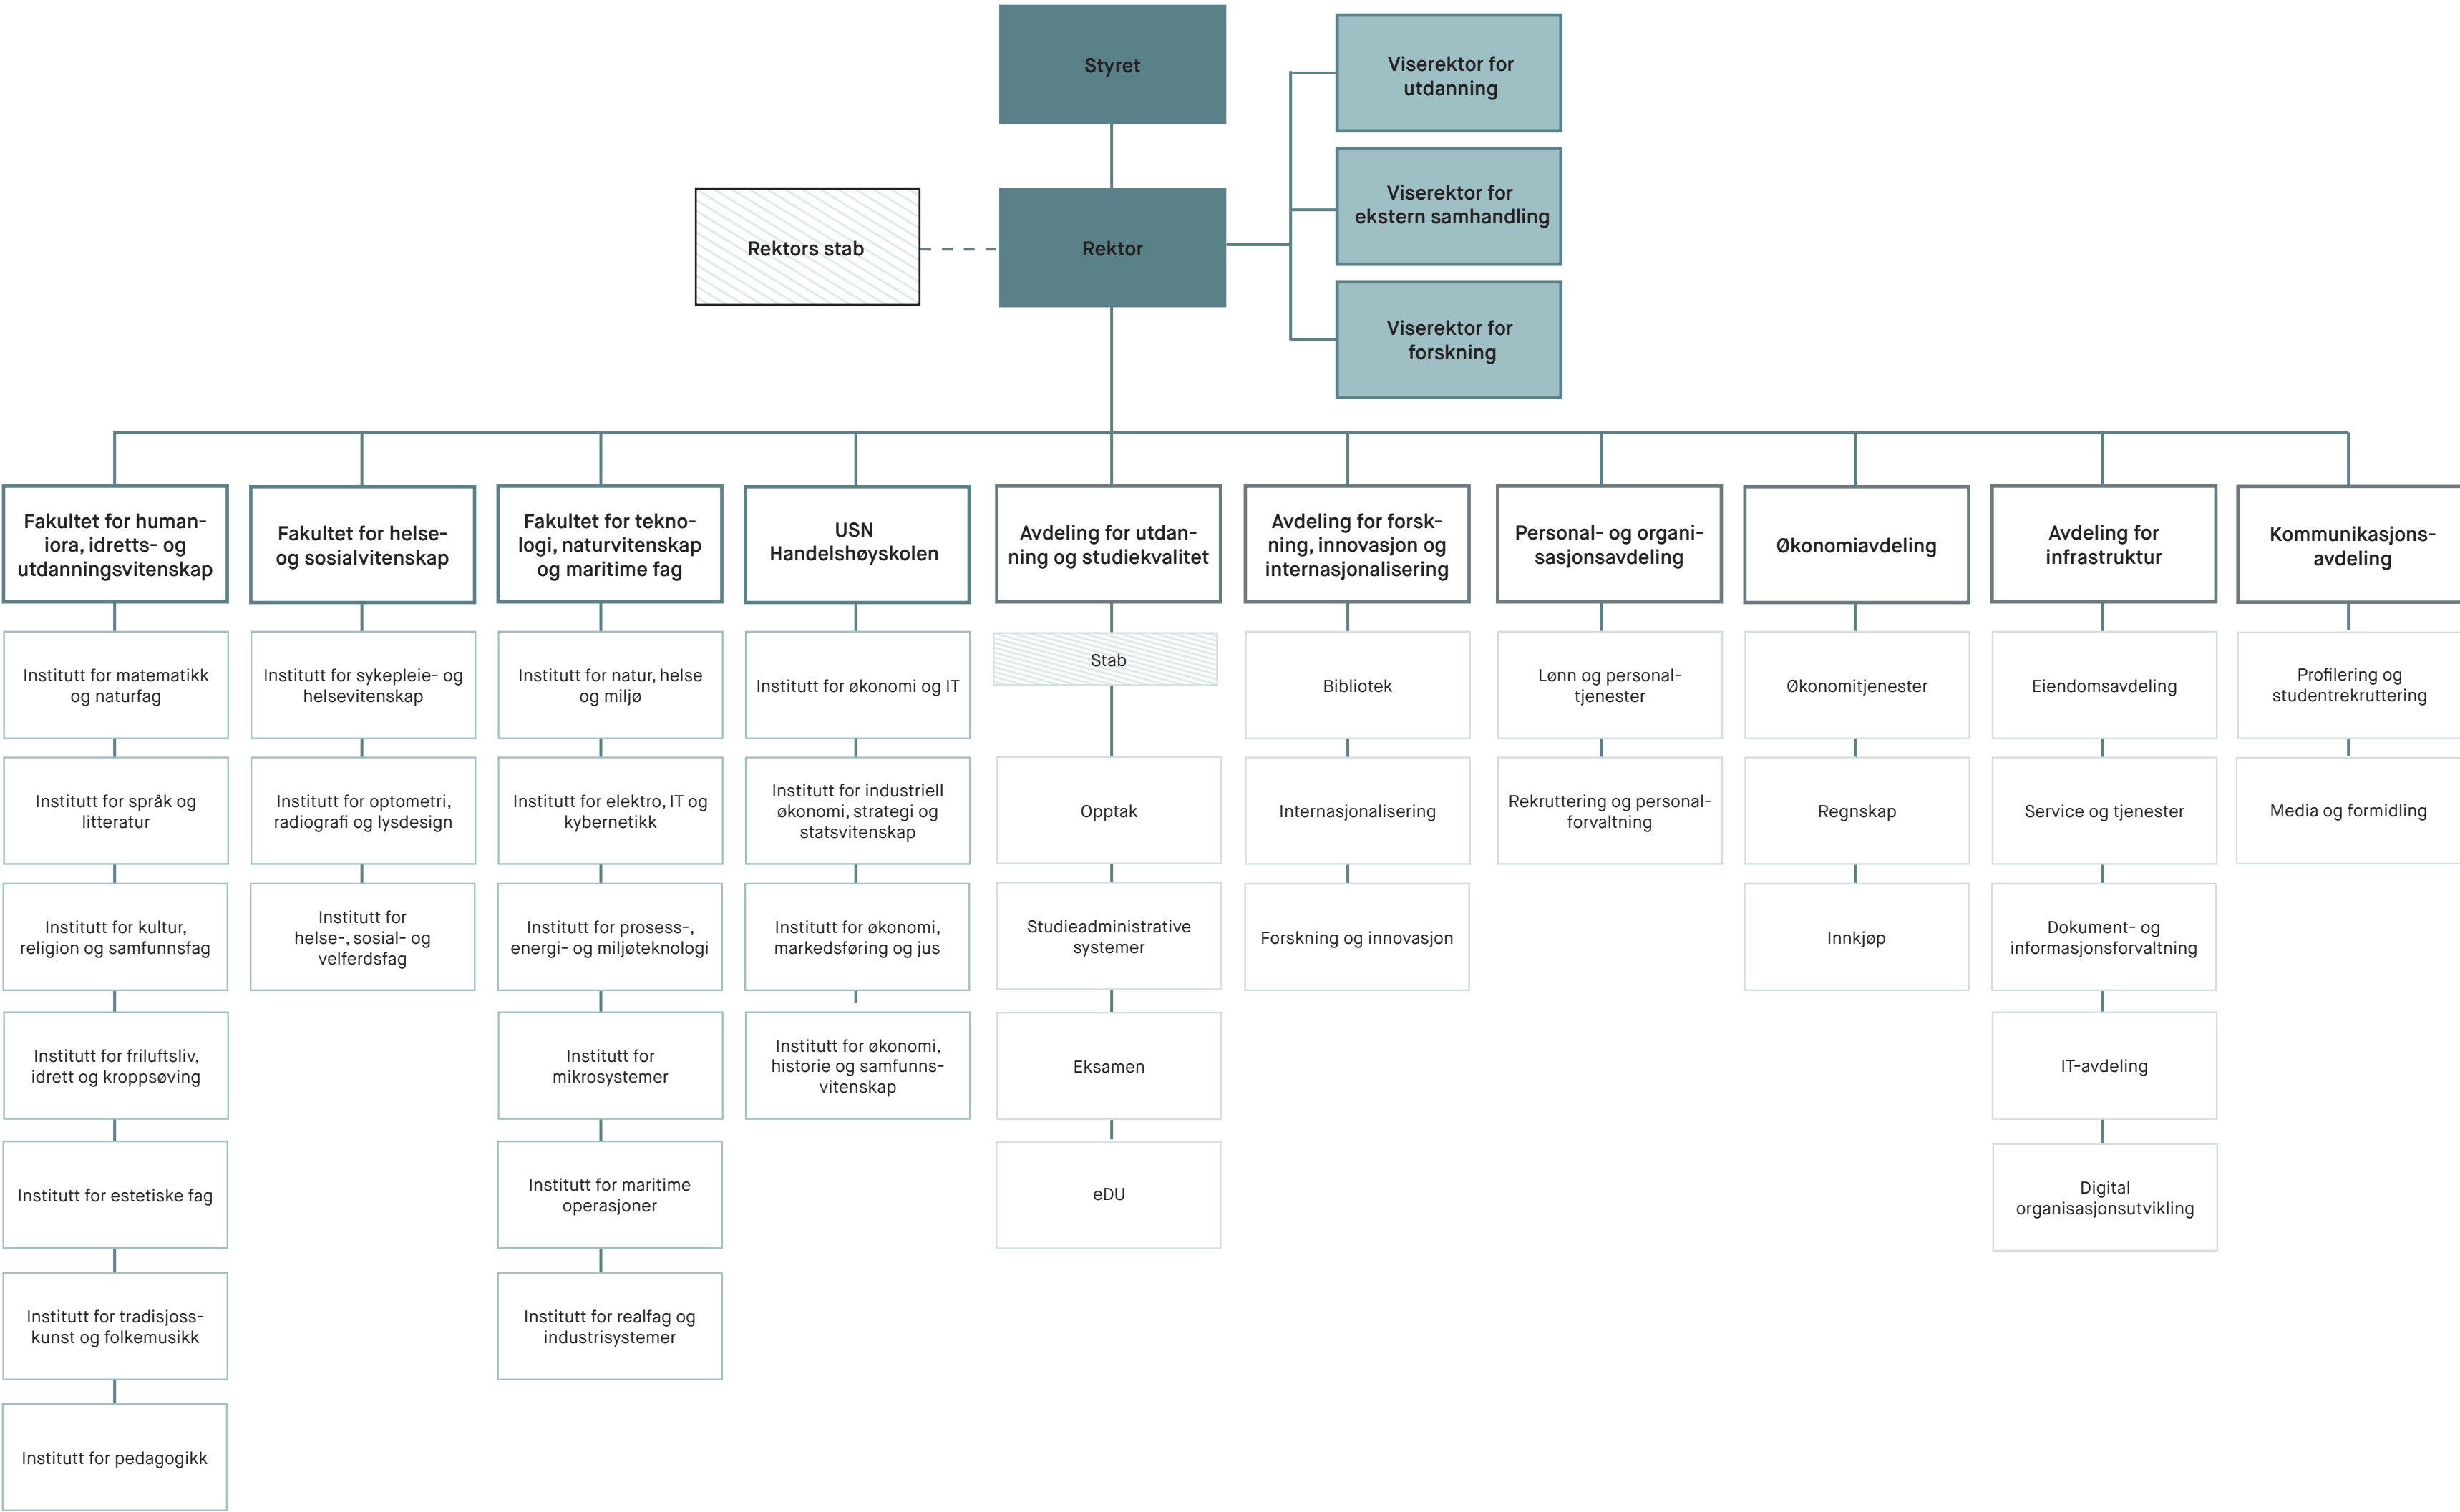 Styret
Viserektor for
utdanning
Viserektor for
ekstern samhandling
Rektors stab
Rektor
Viserektor for
forskning
Fakultet for human-
iora, idretts- og
utdanningsvitenskap
Fakultet for helse-
og sosialvitenskap
Fakultet for tekno-
logi, naturvitenskap
og maritime fag
USN
Handelshøyskolen
Avdeling for utdan-
ning og studiekvalitet
Avdeling for forsk-
ning, innovasjon og
internasjonalisering
Personal- og organi-
sasjonsavdeling
Økonomiavdeling
Avdeling for
infrastruktur
Kommunikasjons-
avdeling
Institutt for matematikk
og naturfag
Institutt for sykepleie- og
helsevitenskap
Institutt for natur, helse
og miljø
Institutt for økonomi og IT
Stab
Bibliotek
Lønn og personal-
tjenester
Økonomitjenester
Eiendomsavdeling
Profilering og
studentrekruttering
Institutt for språk og
litteratur
Institutt for optometri,
radiografi og lysdesign
Institutt for elektro, IT og
kybernetikk
Institutt for industriell
økonomi, strategi og
statsvitenskap
Opptak
Internasjonalisering
Rekruttering og personal-
forvaltning
Regnskap
Service og tjenester
Media og formidling
Institutt for kultur,
religion og samfunnsfag
Institutt for
helse-, sosial- og
velferdsfag
Institutt for prosess-,
energi- og miljøteknologi
Institutt for økonomi,
markedsføring og jus
Studieadministrative
systemer
Forskning og innovasjon
Innkjøp
Dokument- og
informasjonsforvaltning
Institutt for friluftsliv,
idrett og kroppsøving
Institutt for
mikrosystemer
Institutt for økonomi,
historie og samfunns-
vitenskap
Eksamen
IT-avdeling
Institutt for estetiske fag
Institutt for maritime
operasjoner
eDU
Digital
organisasjonsutvikling
Institutt for tradisjoss-
kunst og folkemusikk
Institutt for realfag og
industrisystemer
Institutt for pedagogikk